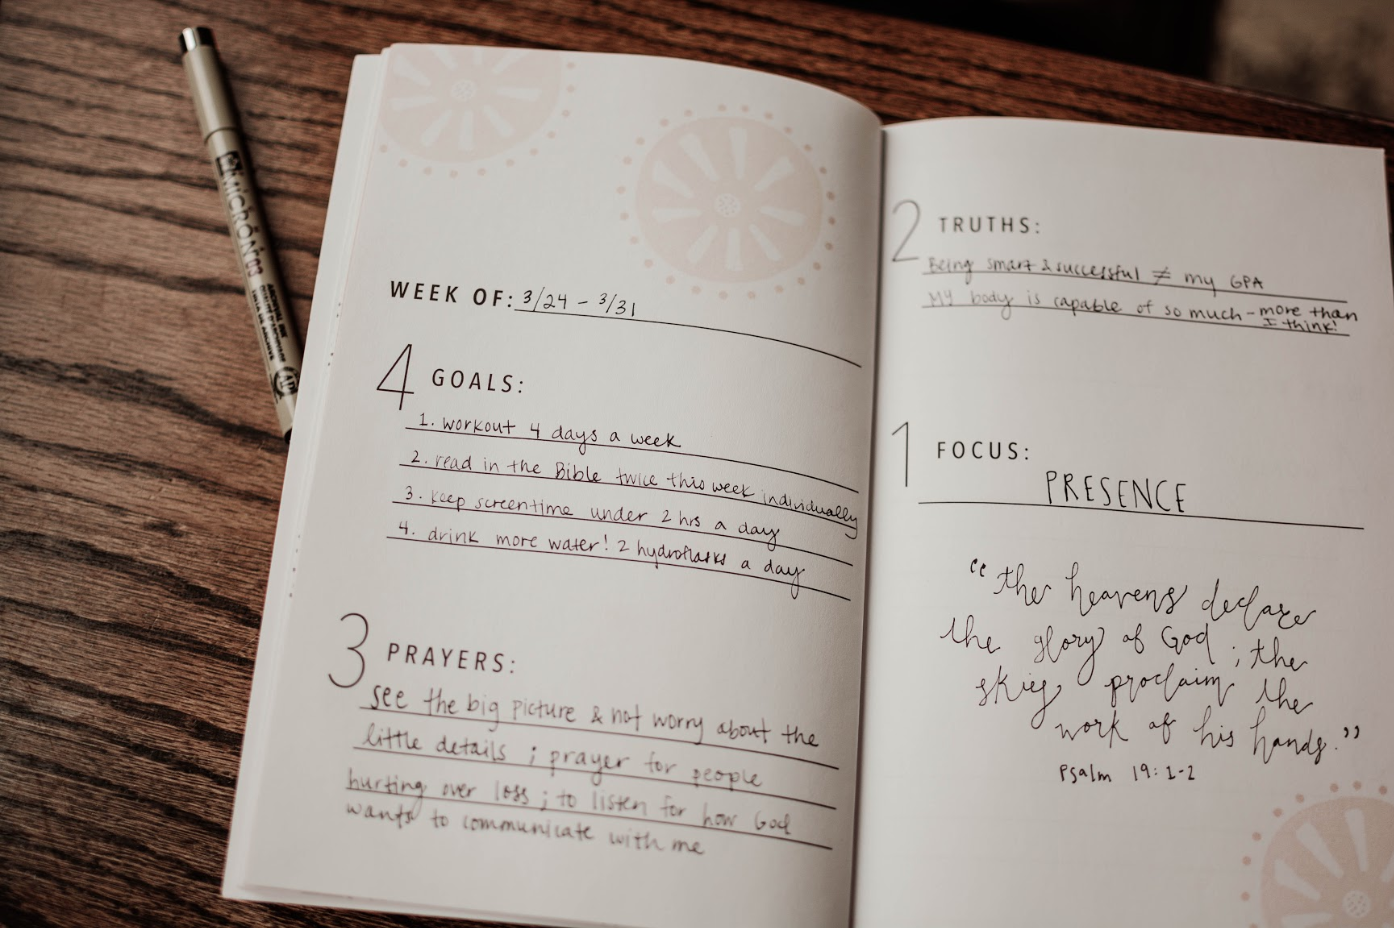 MICRON 03
WEEK OF: 3/24 - 3/31
4 GOALS:
1. workout 4 days a week
2. read in the Bible twice this week individually
3. keep screentime under 2 hrs a day
4. drink more water! 2 hydroflasks a day
3 PRAYERS:
see the big picture & not worry about the
little details ; prayer for people
hurting over loss ; to listen for how God
wants to communicate with me
2 TRUTHS:
Being smart & successful ≠ my GPA
MY body is capable of so much - more than
I think!
1 FOCUS:
PRESENCE
"the heavens declare
the glory of God ; the
skies proclaim the
work of his hands."
Psalm 19:1-2